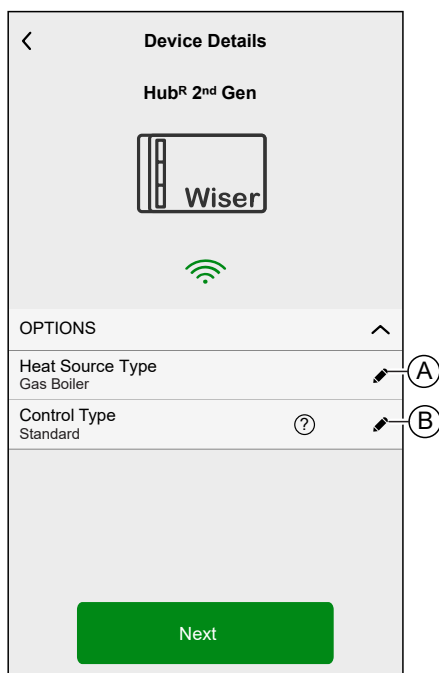 Device Details
Hubᴿ 2ⁿᵈ Gen
Wiser
OPTIONS
Heat Source Type
Gas Boiler
A
Control Type
Standard
?
B
Next